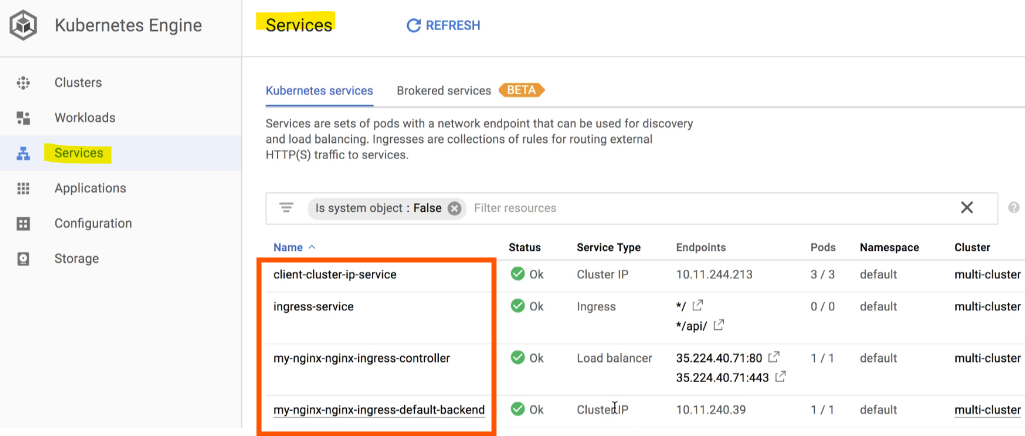 Kubernetes Engine
Services
REFRESH
Clusters
Workloads
Services
Applications
Configuration
Storage
Kubernetes services
Brokered services BETA
Services are sets of pods with a network endpoint that can be used for discovery
and load balancing. Ingresses are collections of rules for routing external
HTTP(S) traffic to services.
Is system object : False
Filter resources
Name Status Service Type Endpoints Pods Namespace Cluster
client-cluster-ip-service Ok Cluster IP 10.11.244.213 3 / 3 default multi-cluster
ingress-service Ok Ingress */ 0 / 0 default multi-cluster
*/api/
my-nginx-nginx-ingress-controller Ok Load balancer 35.224.40.71:80 1 / 1 default multi-cluster
35.224.40.71:443
my-nginx-nginx-ingress-default-backend Ok Cluster IP 10.11.240.39 1 / 1 default multi-cluster